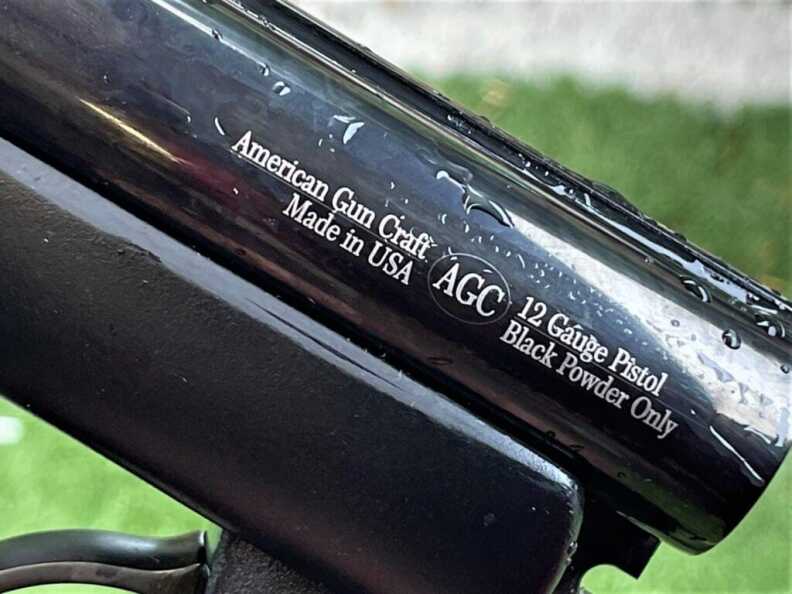 American Gun Craft
Made in USA
AGC
12 Gauge Pistol
Black Powder Only